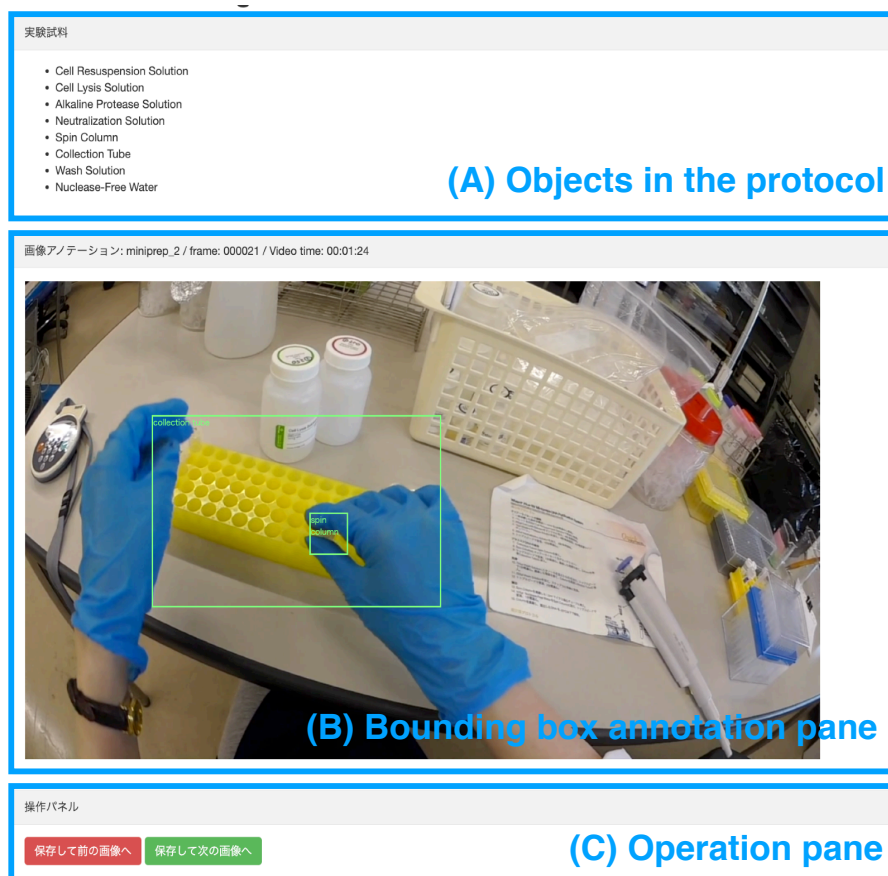 実験試料
• Cell Resuspension Solution
• Cell Lysis Solution
• Alkaline Protease Solution
• Neutralization Solution
• Spin Column
• Collection Tube
• Wash Solution
• Nuclease-Free Water
(A) Objects in the protocol
画像アノテーション: miniprep_2 / frame: 000021 / Video time: 00:01:24
collection tube
spin
column
(B) Bounding box annotation pane
操作パネル
保存して前の画像へ 保存して次の画像へ
(C) Operation pane